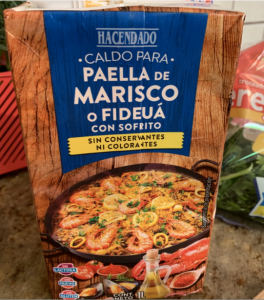 HACENDADO
CALDO PARA
PAELLA DE
MARISCO
O FIDEUÁ
CON SOFRITO
SIN CONSERVANTES
NI COLORANTES